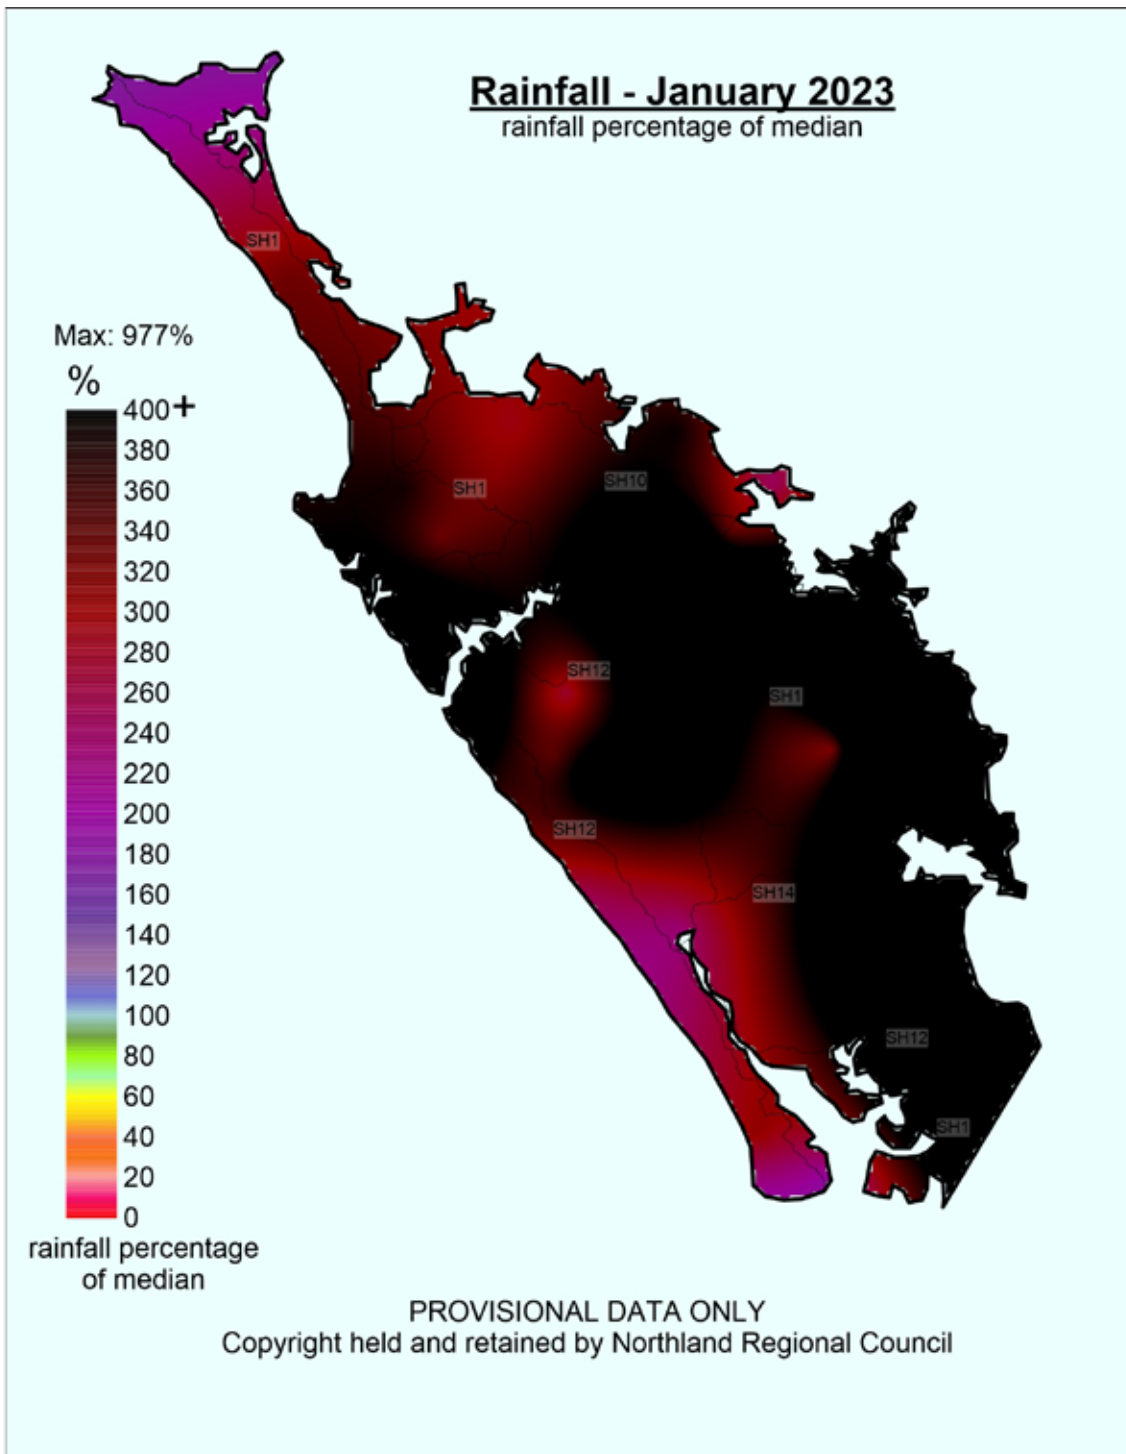 Rainfall - January 2023
rainfall percentage of median
SH1
Max: 977%
%
400+
380
360
340
320
300
280
260
240
220
200
180
160
140
120
100
80
60
40
20
0
rainfall percentage
of median
SH1
SH10
SH12
SH1
SH12
SH14
SH12
SH1
PROVISIONAL DATA ONLY
Copyright held and retained by Northland Regional Council